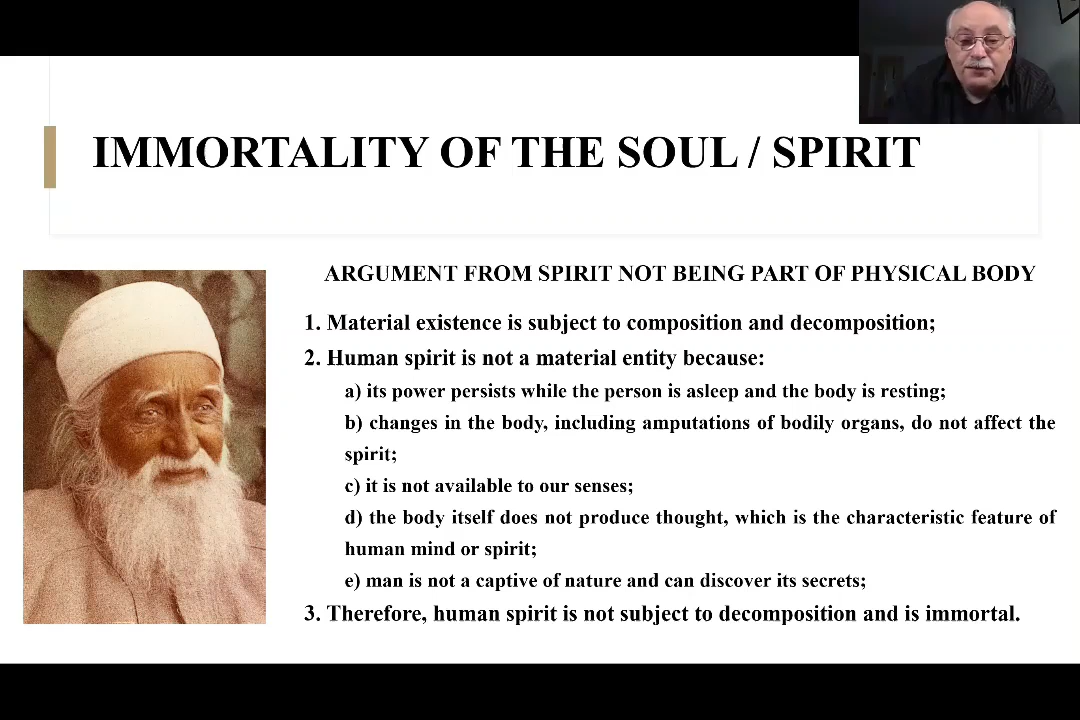 IMMORTALITY OF THE SOUL / SPIRIT
ARGUMENT FROM SPIRIT NOT BEING PART OF PHYSICAL BODY
1. Material existence is subject to composition and decomposition;
2. Human spirit is not a material entity because:
a) its power persists while the person is asleep and the body is resting;
b) changes in the body, including amputations of bodily organs, do not affect the
spirit;
c) it is not available to our senses;
d) the body itself does not produce thought, which is the characteristic feature of
human mind or spirit;
e) man is not a captive of nature and can discover its secrets;
3. Therefore, human spirit is not subject to decomposition and is immortal.